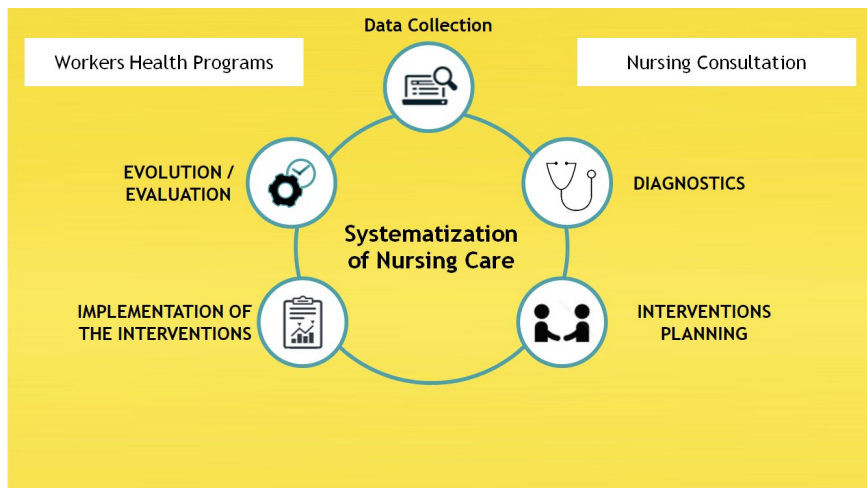 Data Collection
Workers Health Programs
Nursing Consultation
EVOLUTION /
EVALUATION
DIAGNOSTICS
Systematization
of Nursing Care
IMPLEMENTATION OF
THE INTERVENTIONS
INTERVENTIONS
PLANNING